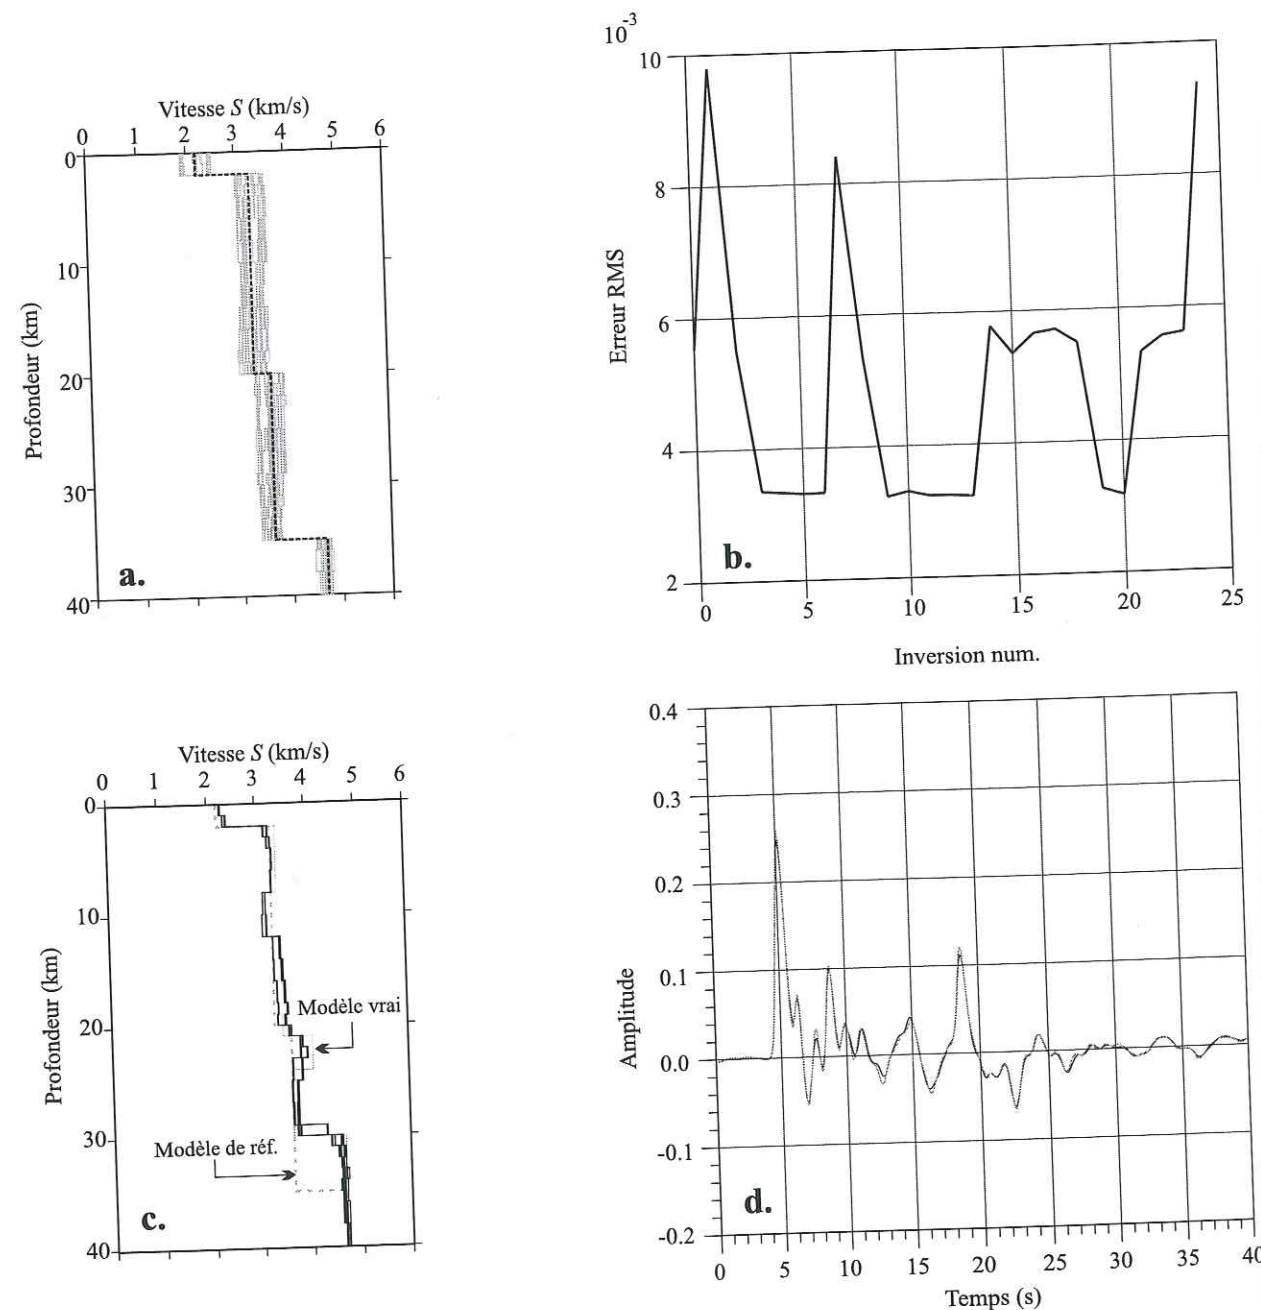 Vitesse S (km/s)
0 1 2 3 4 5 6
0
10
20
30
40
Profondeur (km)
a.
10-3
10
8
6
4
2
Erreur RMS
b.
0 5 10 15 20 25
Inversion num.
Vitesse S (km/s)
0 1 2 3 4 5 6
0
10
20
30
40
Profondeur (km)
Modèle vrai
Modèle de réf.
c.
0.4
0.3
0.2
0.1
0.0
-0.1
-0.2
Amplitude
d.
0 5 10 15 20 25 30 35 40
Temps (s)